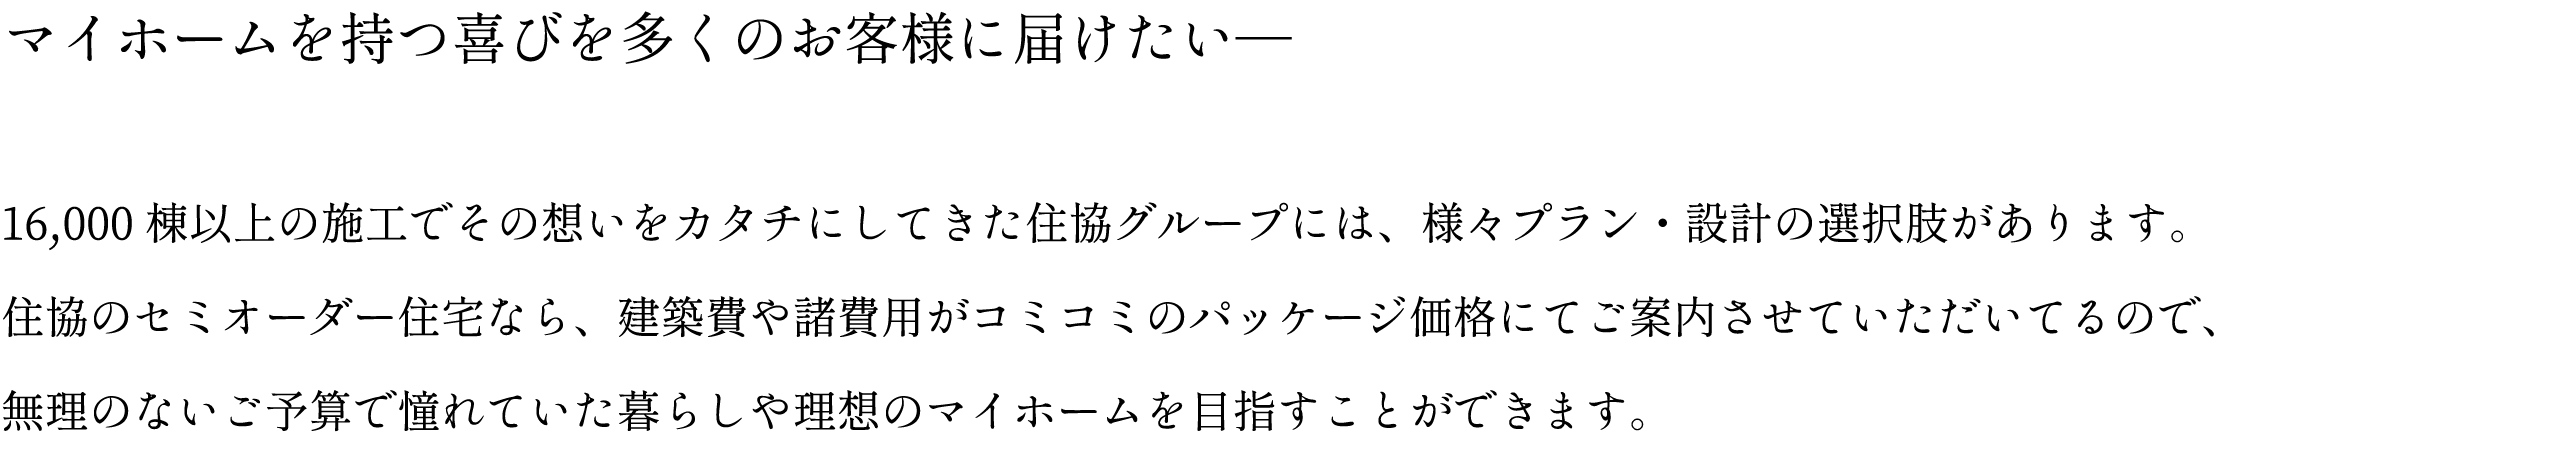 マイホームを持つ喜びを多くのお客様に届けたい―
16,000 棟以上の施工でその想いをカタチにしてきた住協グループには、様々プラン・設計の選択肢があります。
住協のセミオーダー住宅なら、建築費や諸費用がコミコミのパッケージ価格にてご案内させていただいてるので、
無理のないご予算で憧れていた暮らしや理想のマイホームを目指すことができます。